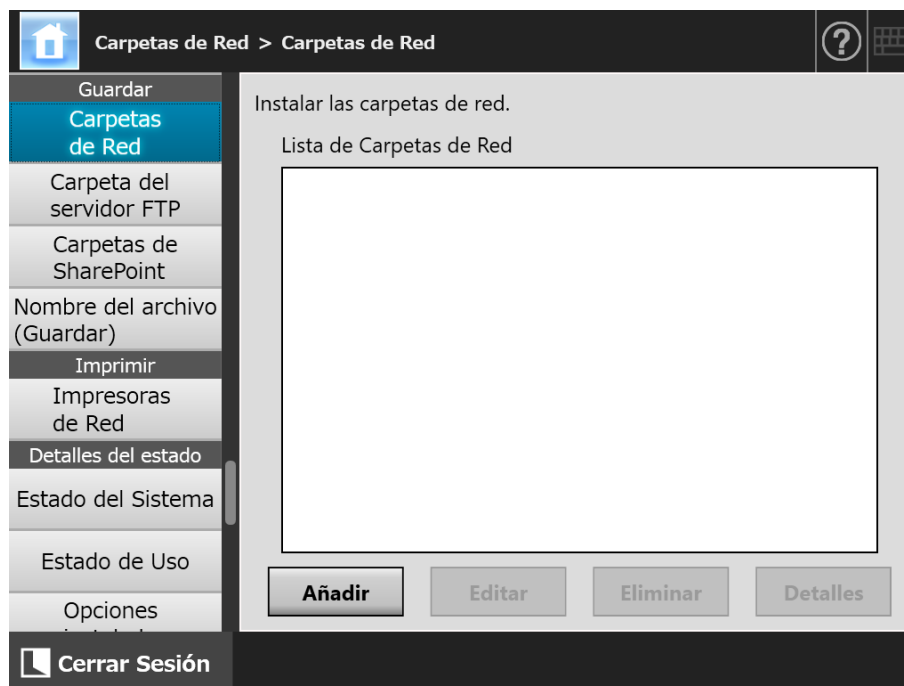 Carpetas de Red > Carpetas de Red
?
Guardar
Carpetas
de Red
Carpeta del
servidor FTP
Carpetas de
SharePoint
Nombre del archivo
(Guardar)
Imprimir
Impresoras
de Red
Detalles del estado
Estado del Sistema
Estado de Uso
Opciones
Instalar las carpetas de red.
Lista de Carpetas de Red
Añadir
Editar
Eliminar
Detalles
Cerrar Sesión